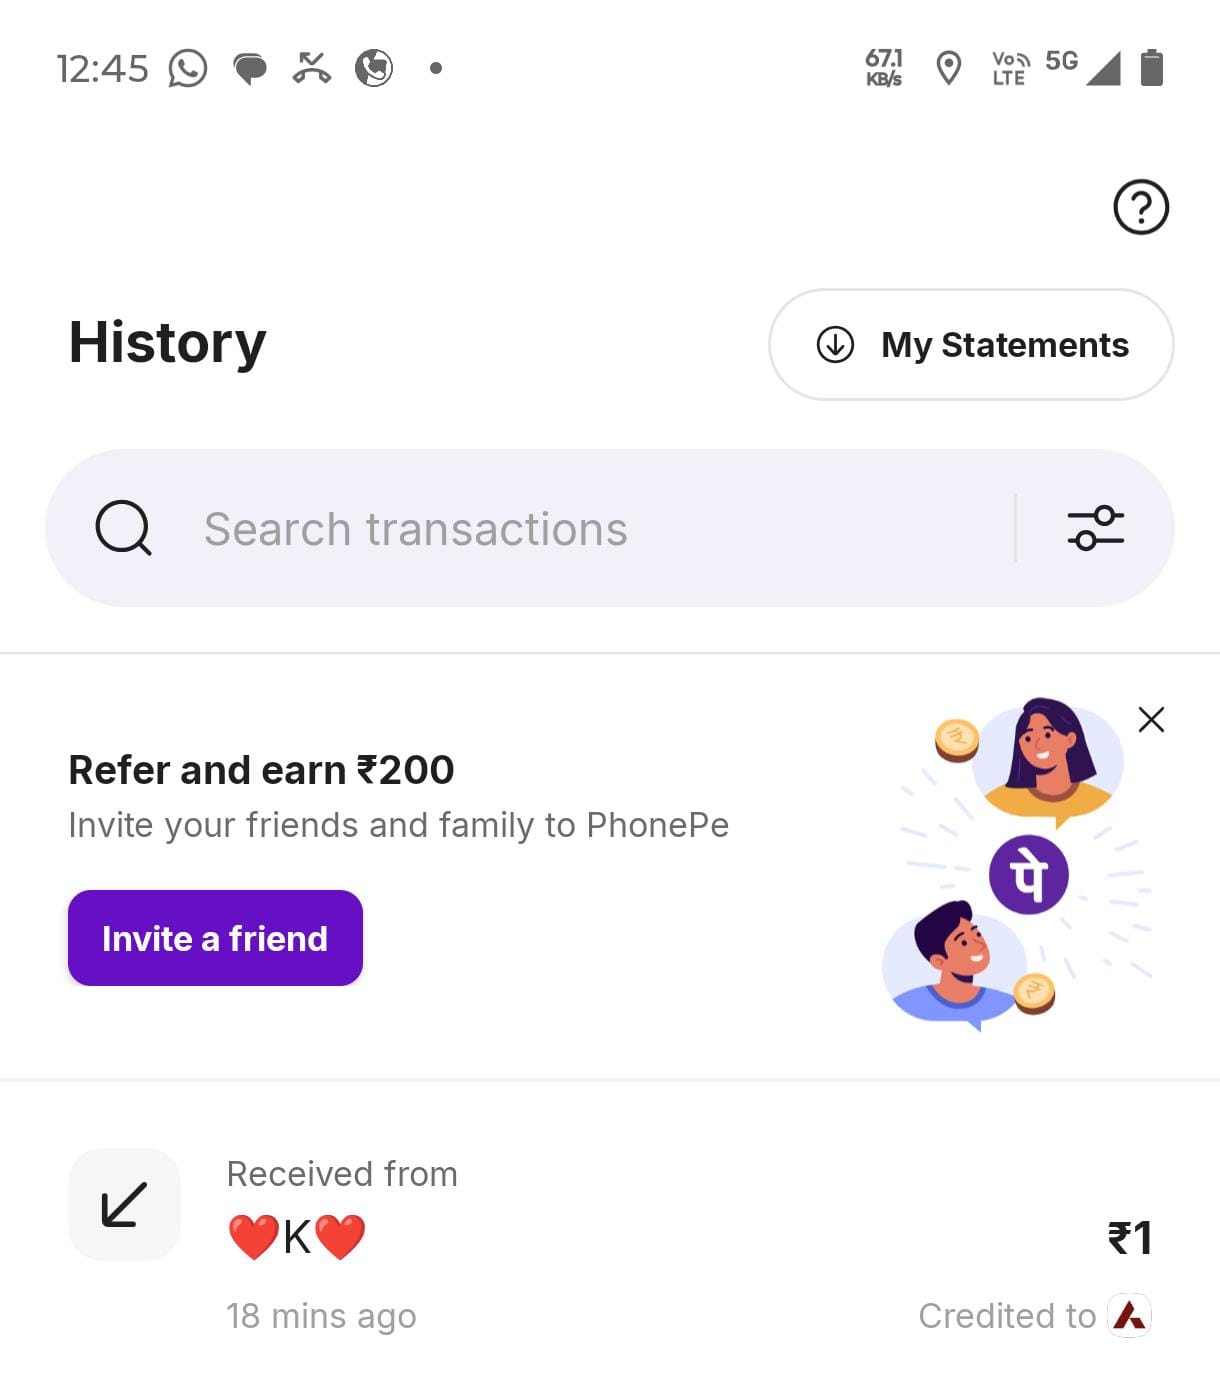 12:45
67.1
KB/s
Vo
LTE
5G
History
My Statements
Search transactions
Refer and earn ₹200
Invite your friends and family to PhonePe
Invite a friend
पे
Received from
❤️K❤️
₹1
18 mins ago
Credited to